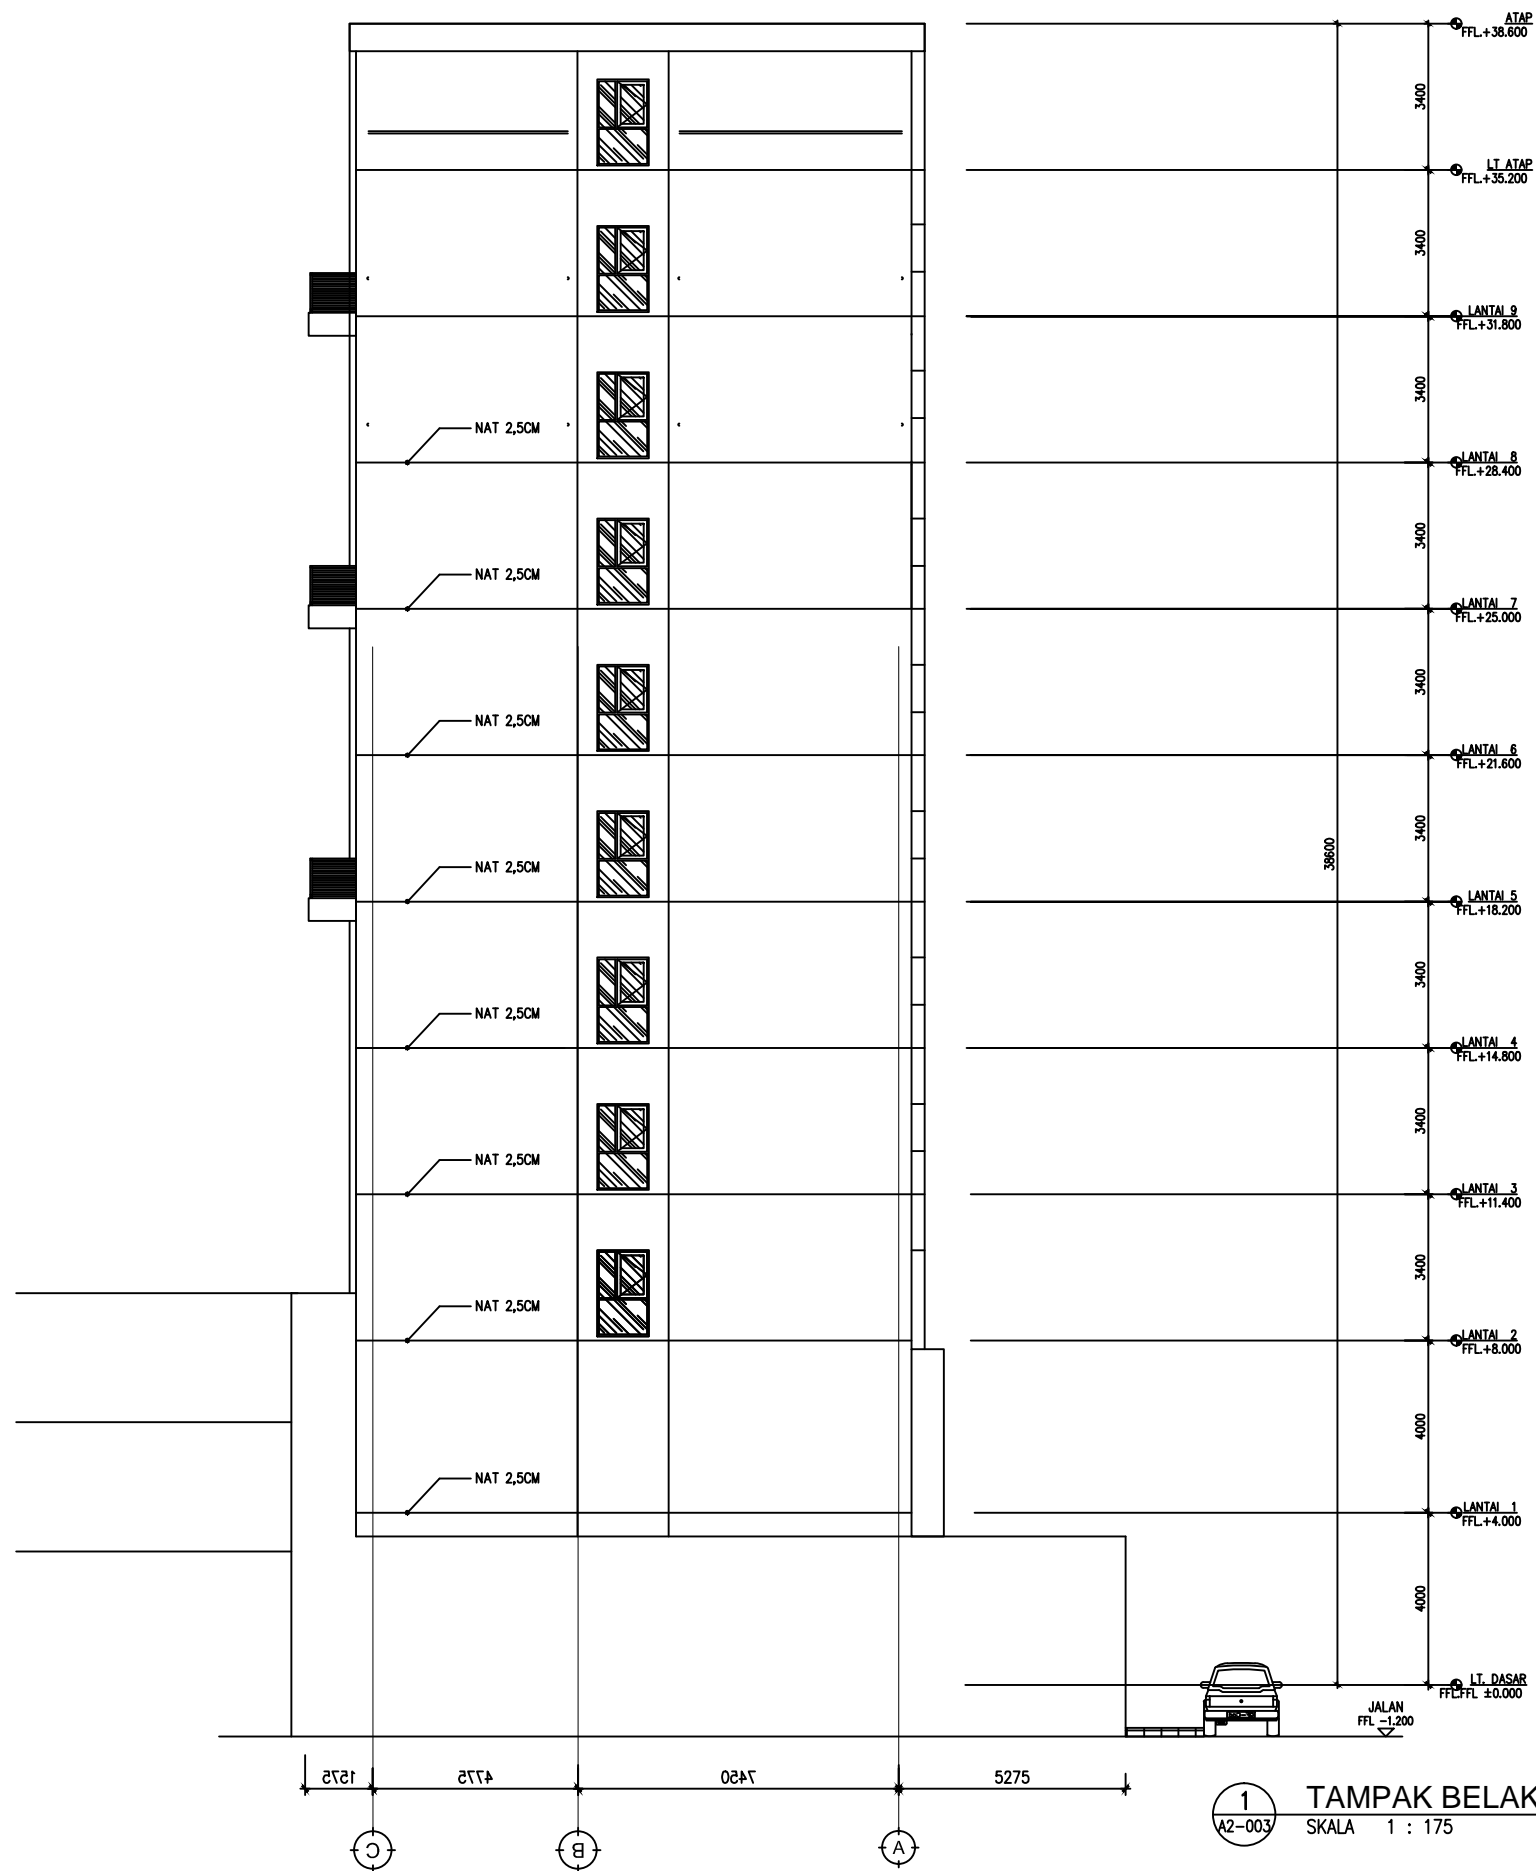 ATAP
FFL.+38.600
3400
LT ATAP
FFL.+35.200
3400
LANTAI 9
FFL.+31.800
3400
NAT 2,5CM
LANTAI 8
FFL.+28.400
3400
NAT 2,5CM
LANTAI 7
FFL.+25.000
3400
NAT 2,5CM
LANTAI 6
FFL.+21.600
3400
38600
NAT 2,5CM
LANTAI 5
FFL.+18.200
3400
NAT 2,5CM
LANTAI 4
FFL.+14.800
3400
NAT 2,5CM
LANTAI 3
FFL.+11.400
3400
NAT 2,5CM
LANTAI 2
FFL.+8.000
4000
NAT 2,5CM
LANTAI 1
FFL.+4.000
4000
LT. DASAR
FFL.FFL ±0.000
JALAN
FFL -1.200
1575
4775
7450
5275
C
B
A
1
A2-003
TAMPAK BELAK
SKALA 1 : 175